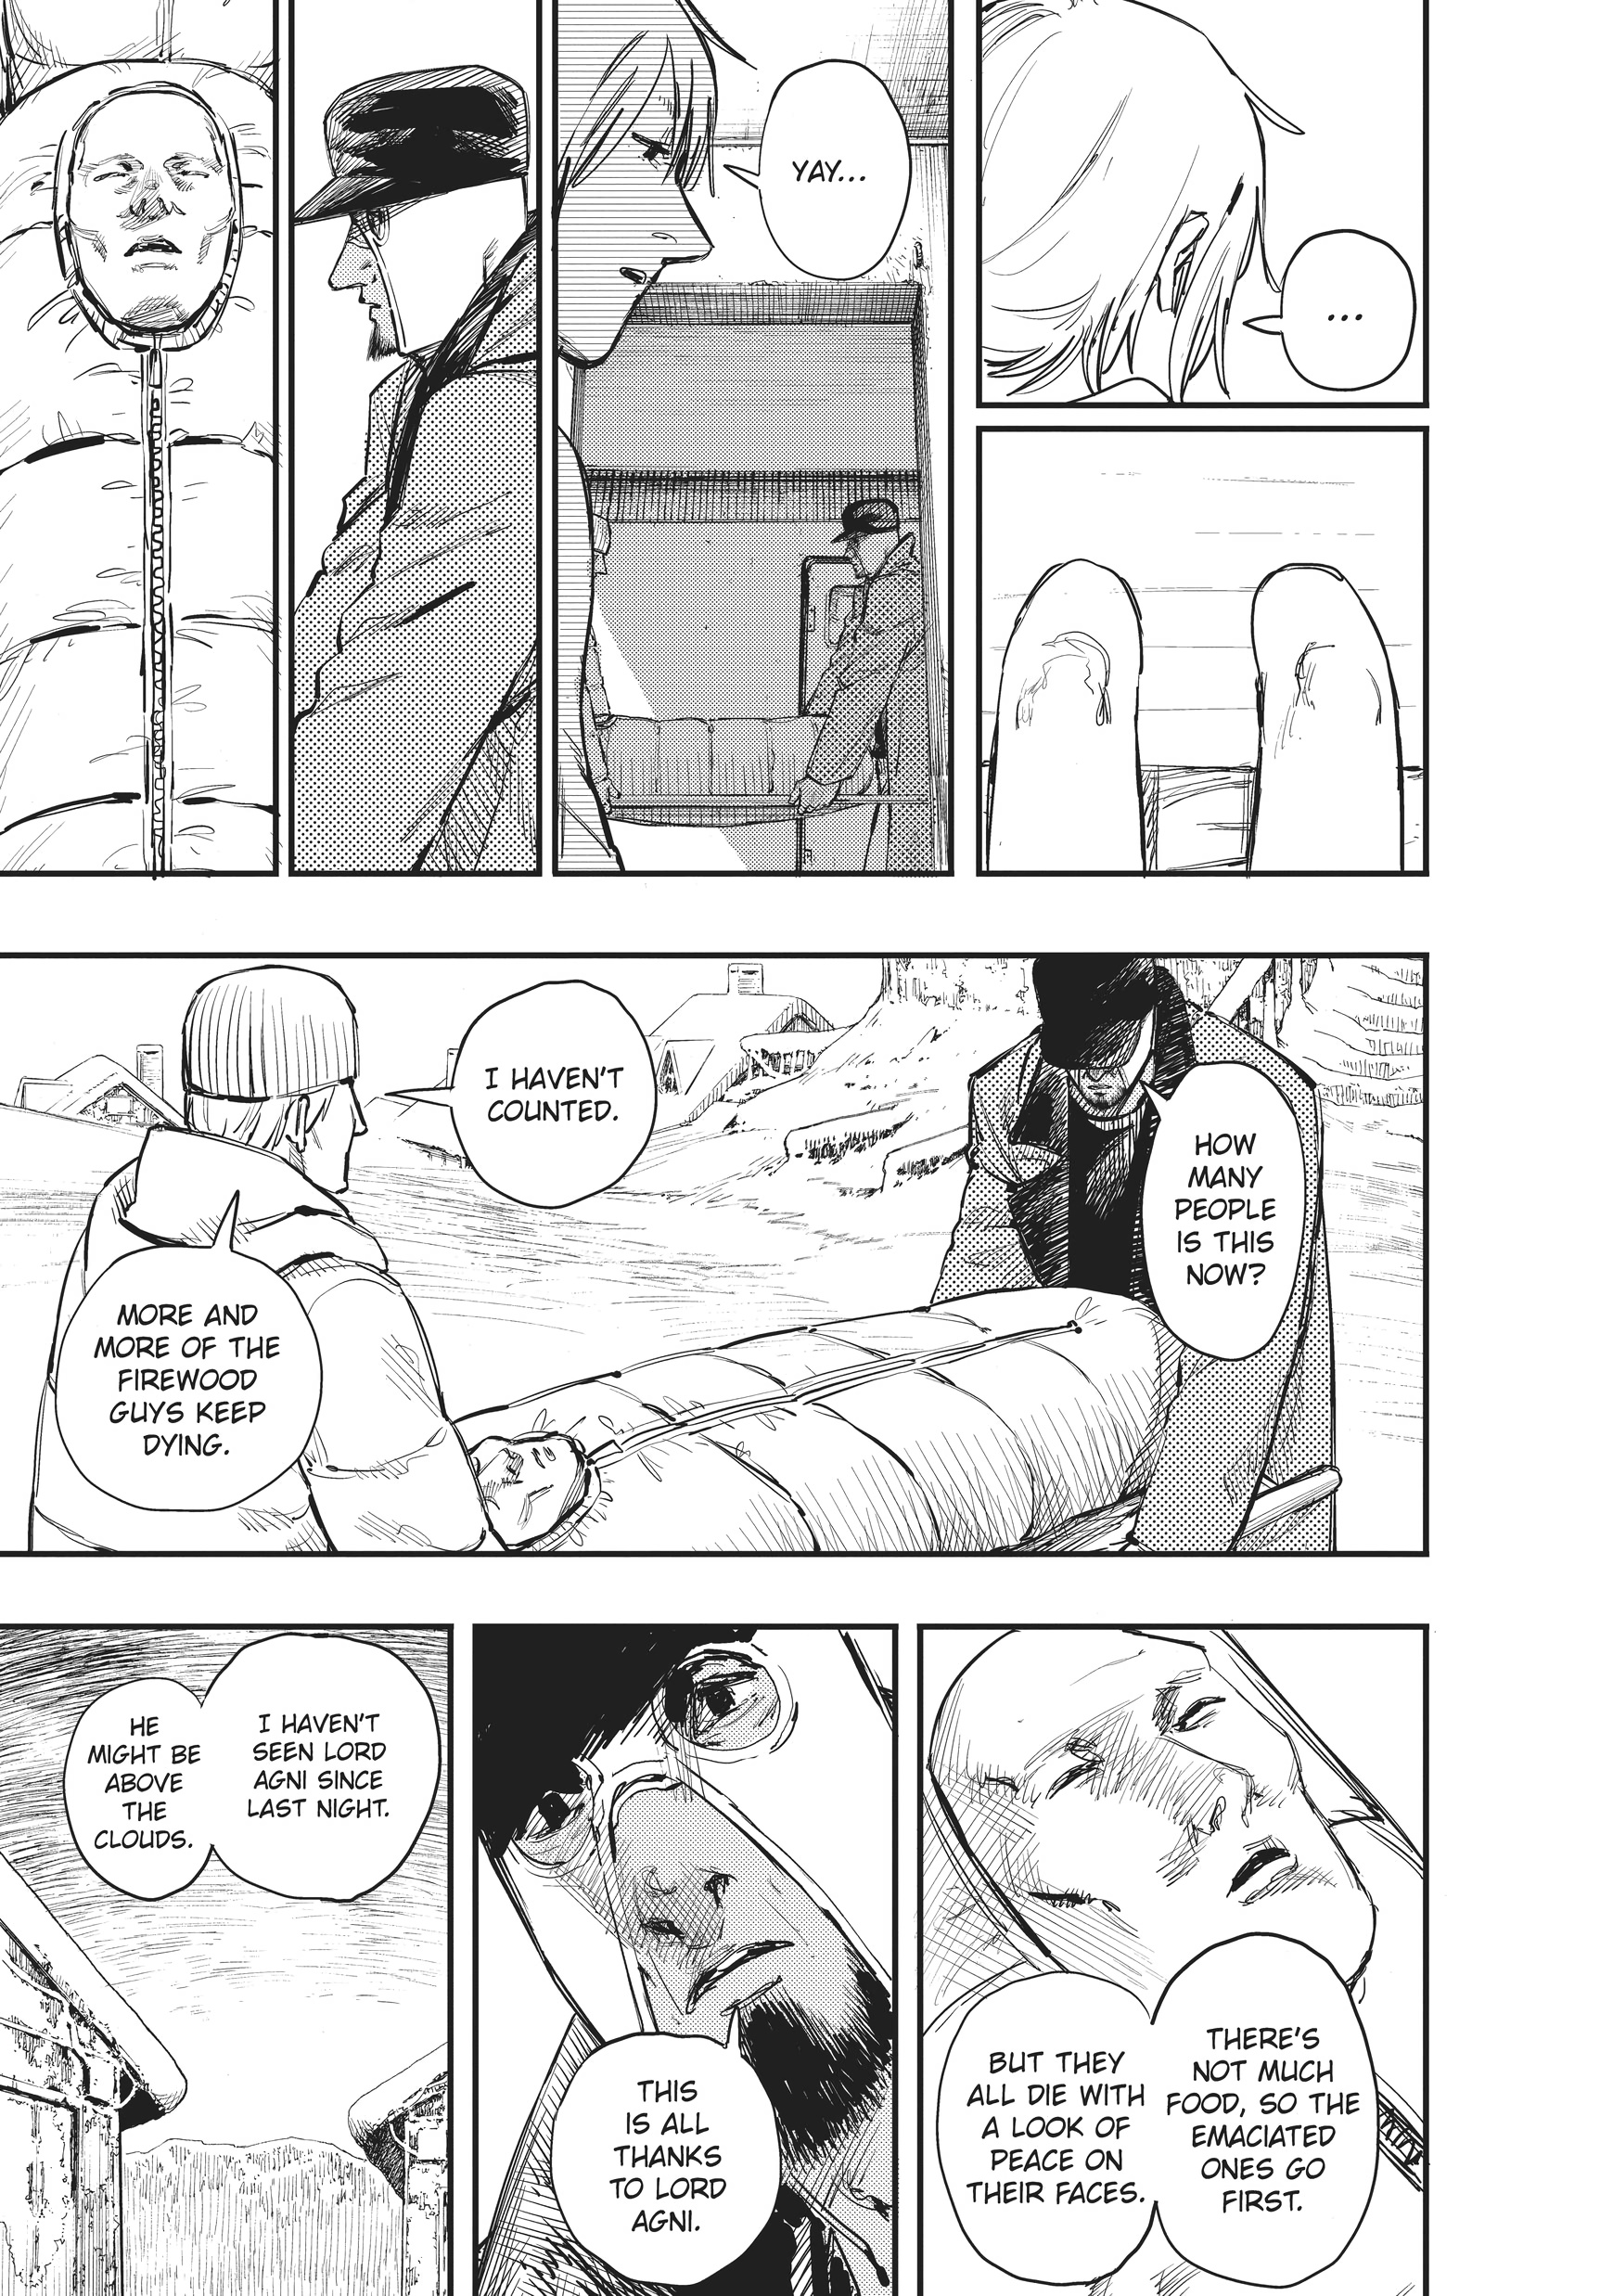 ...
YAY...
HOW
MANY
PEOPLE
IS THIS
NOW?
I HAVEN'T
COUNTED.
MORE AND
MORE OF THE
FIREWOOD
GUYS KEEP
DYING.
THERE'S
NOT MUCH
FOOD, SO THE
EMACIATED
ONES GO
FIRST.
BUT THEY
ALL DIE WITH
A LOOK OF
PEACE ON
THEIR FACES.
THIS
IS ALL
THANKS
TO LORD
AGNI.
I HAVEN'T
SEEN LORD
AGNI SINCE
LAST NIGHT.
HE
MIGHT BE
ABOVE
THE
CLOUDS.